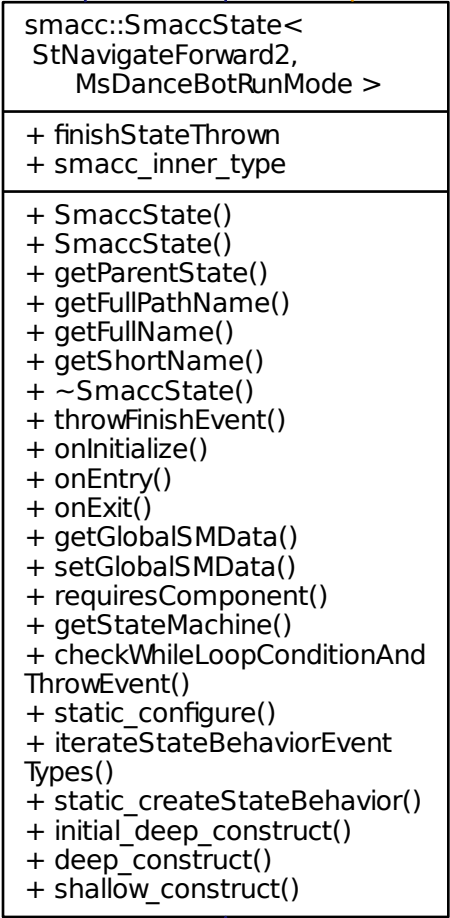 smacc::SmaccState<
StNavigateForward2,
MsDanceBotRunMode >
+ finishStateThrown
+ smacc_inner_type
+ SmaccState()
+ SmaccState()
+ getParentState()
+ getFullPathName()
+ getFullName()
+ getShortName()
+ ~SmaccState()
+ throwFinishEvent()
+ onInitialize()
+ onEntry()
+ onExit()
+ getGlobalSMData()
+ setGlobalSMData()
+ requiresComponent()
+ getStateMachine()
+ checkWhileLoopConditionAnd
ThrowEvent()
+ static_configure()
+ iterateStateBehaviorEvent
Types()
+ static_createStateBehavior()
+ initial_deep_construct()
+ deep_construct()
+ shallow_construct()